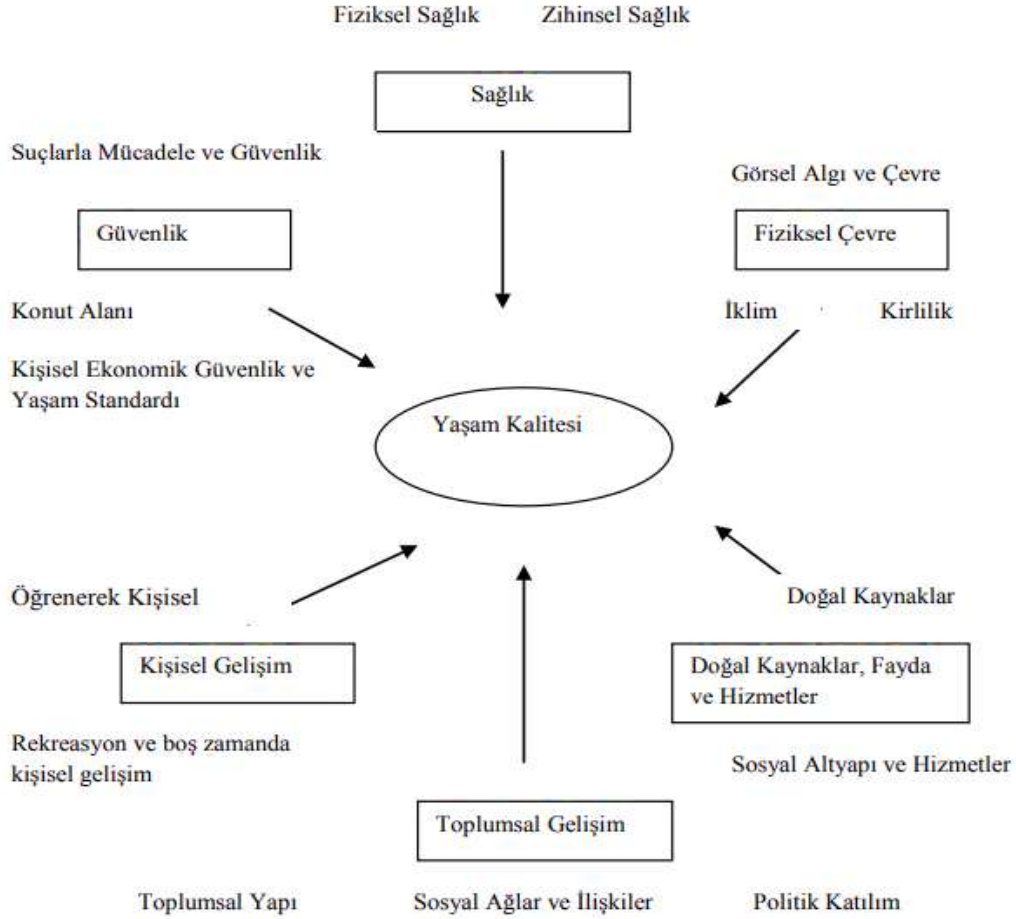 Fiziksel Sağlık
Zihinsel Sağlık
Sağlık
Suçlarla Mücadele ve Güvenlik
Görsel Algı ve Çevre
Güvenlik
Fiziksel Çevre
Konut Alanı
İklim
Kirlilik
Kişisel Ekonomik Güvenlik ve
Yaşam Standardı
Yaşam Kalitesi
Öğrenerek Kişisel
Doğal Kaynaklar
Kişisel Gelişim
Doğal Kaynaklar, Fayda
ve Hizmetler
Rekreasyon ve boş zamanda
kişisel gelişim
Sosyal Altyapı ve Hizmetler
Toplumsal Gelişim
Toplumsal Yapı
Sosyal Ağlar ve İlişkiler
Politik Katılım